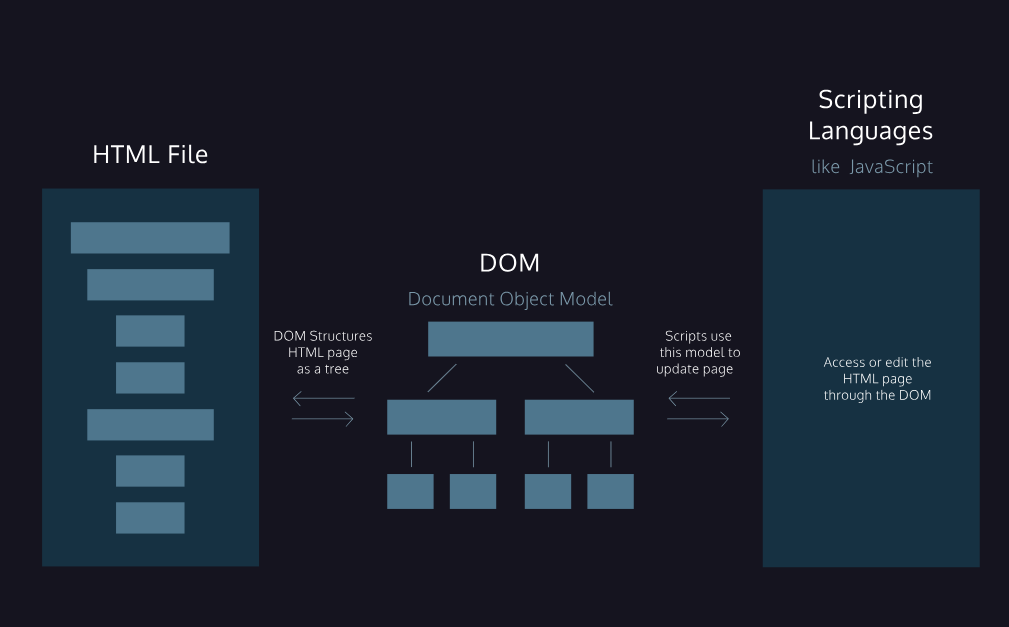 HTML File
DOM Structures
HTML page
as a tree
DOM
Document Object Model
Scripts use
this model to
update page
Scripting
Languages
like JavaScript
Access or edit the
HTML page
through the DOM